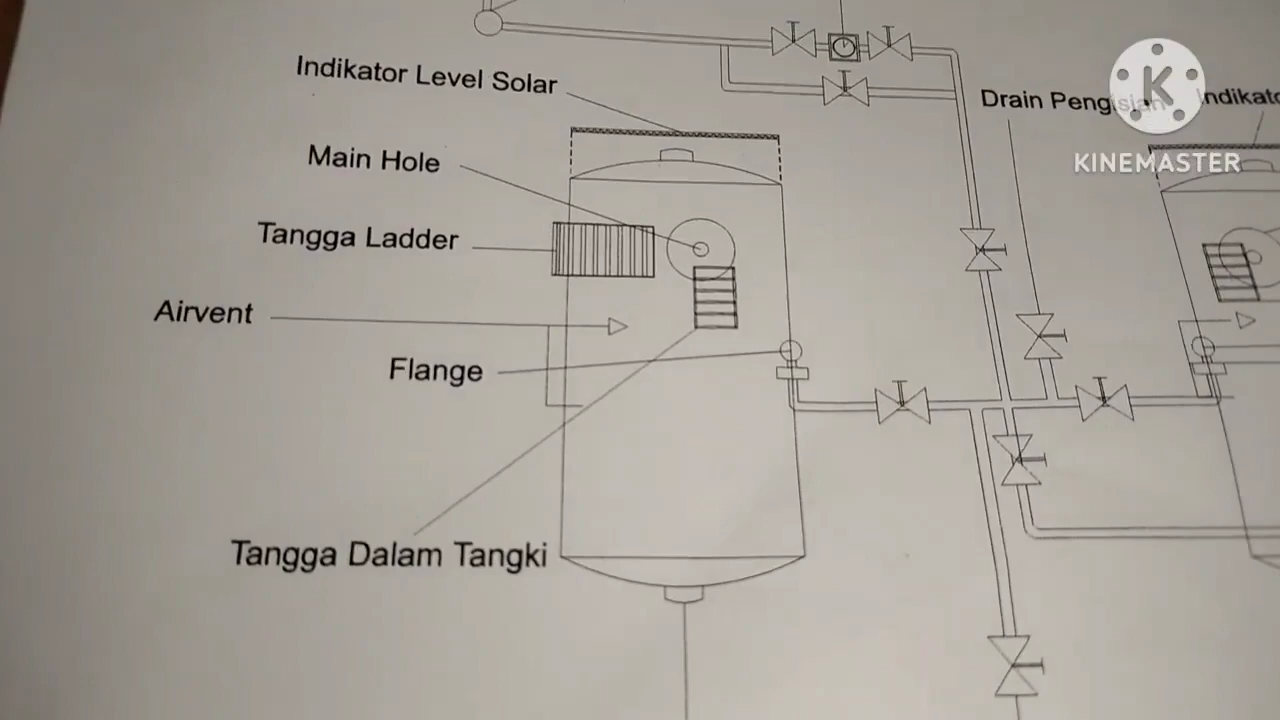 Indikator Level Solar
Main Hole
Tangga Ladder
Airvent
Flange
Tangga Dalam Tangki
Drain Pengisian
K
KINEMASTER